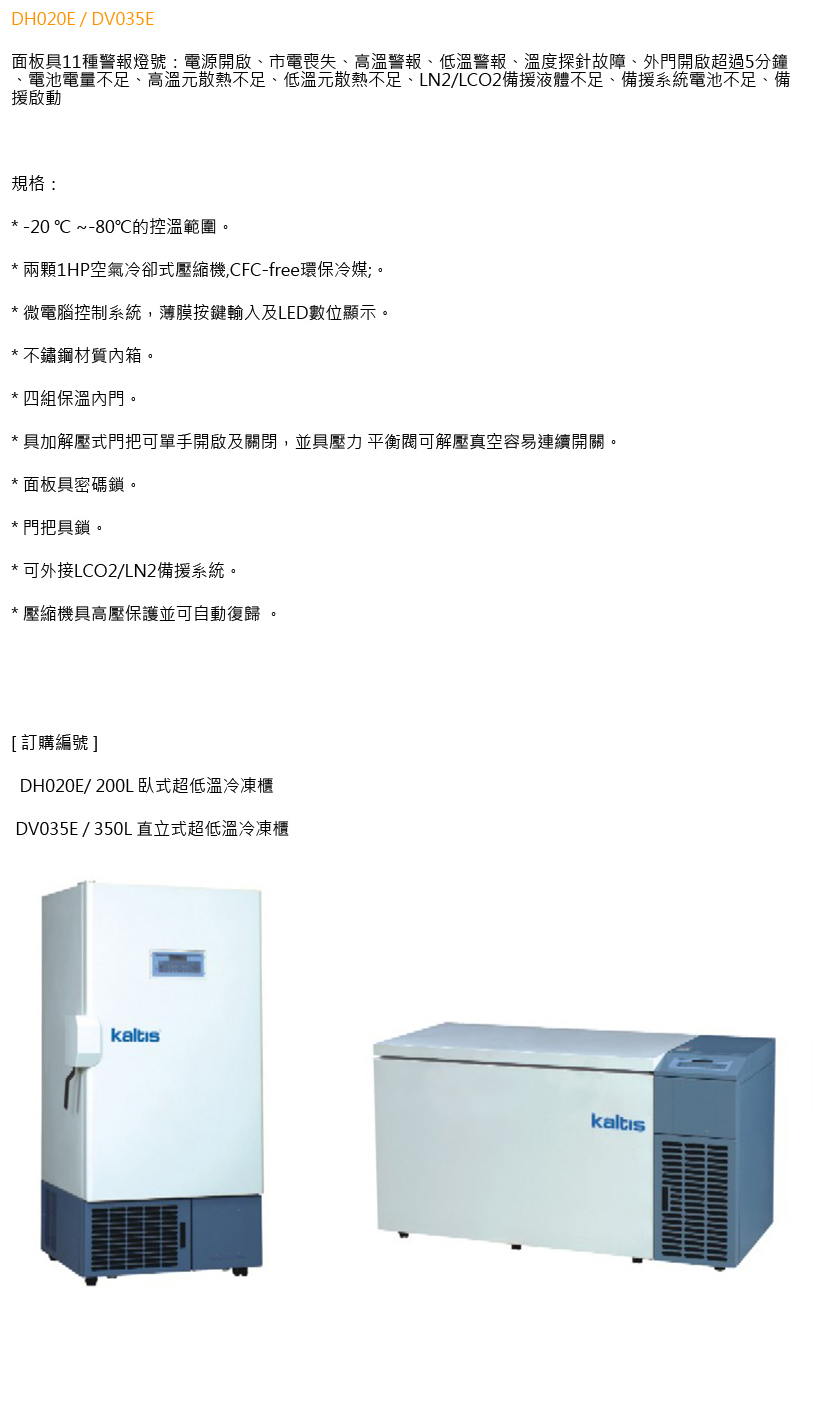 DH020E / DV035E
面板具11種警報燈號：電源開啟、市電喪失、高溫警報、低溫警報、溫度探針故障、外門開啟超過5分鐘
、電池電量不足、高溫元散熱不足、低溫元散熱不足、LN2/LCO2備援液體不足、備援系統電池不足、備
援啟動
規格：
* -20 ℃ ~-80℃的控溫範圍。
* 兩顆1HP空氣冷卻式壓縮機,CFC-free環保冷媒;。
* 微電腦控制系統，薄膜按鍵輸入及LED數位顯示。
* 不鏽鋼材質內箱。
* 四組保溫內門。
* 具加解壓式門把可單手開啟及關閉，並具壓力 平衡閥可解壓真空容易連續開關。
* 面板具密碼鎖。
* 門把具鎖。
* 可外接LCO2/LN2備援系統。
* 壓縮機具高壓保護並可自動復歸 。
[ 訂購編號 ]
DH020E/ 200L 臥式超低溫冷凍櫃
DV035E / 350L 直立式超低溫冷凍櫃
kaltis
kaltis